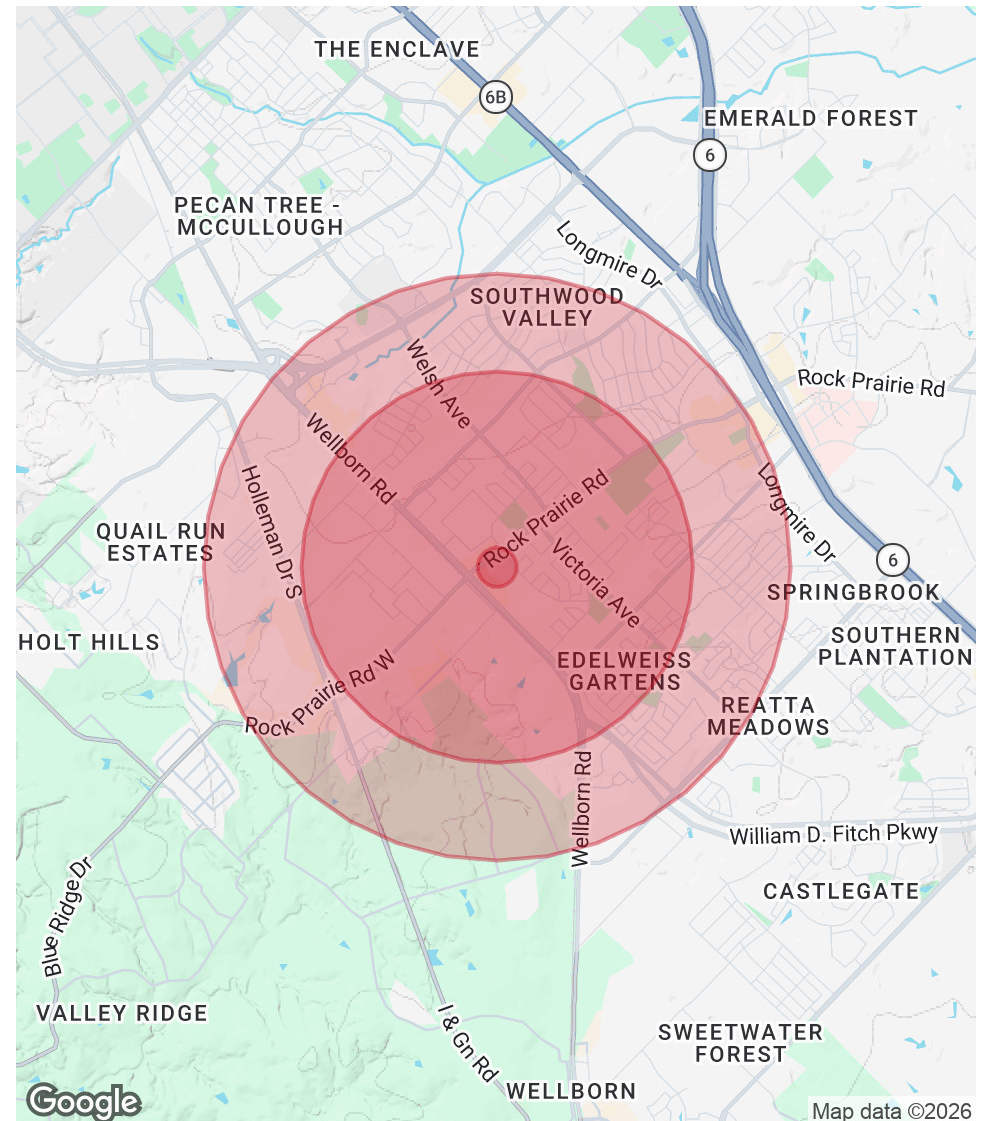 THE ENCLAVE
6B
EMERALD FOREST
6
PECAN TREE -
MCCULLOUGH
Longmire Dr
SOUTHWOOD
VALLEY
Welsh Ave
Rock Prairie Rd
Wellborn Rd
Holleman Dr S
Rock Prairie Rd
Longmire Dr
QUAIL RUN
ESTATES
Victoria Ave
6
SPRINGBROOK
HOLT HILLS
SOUTHERN
PLANTATION
EDELWEISS
GARTENS
Rock Prairie Rd W
REATTA
MEADOWS
Wellborn Rd
William D. Fitch Pkwy
CASTLEGATE
Blue Ridge Dr
VALLEY RIDGE
I & Gn Rd
SWEETWATER
FOREST
WELLBORN
Google
Map data ©2026